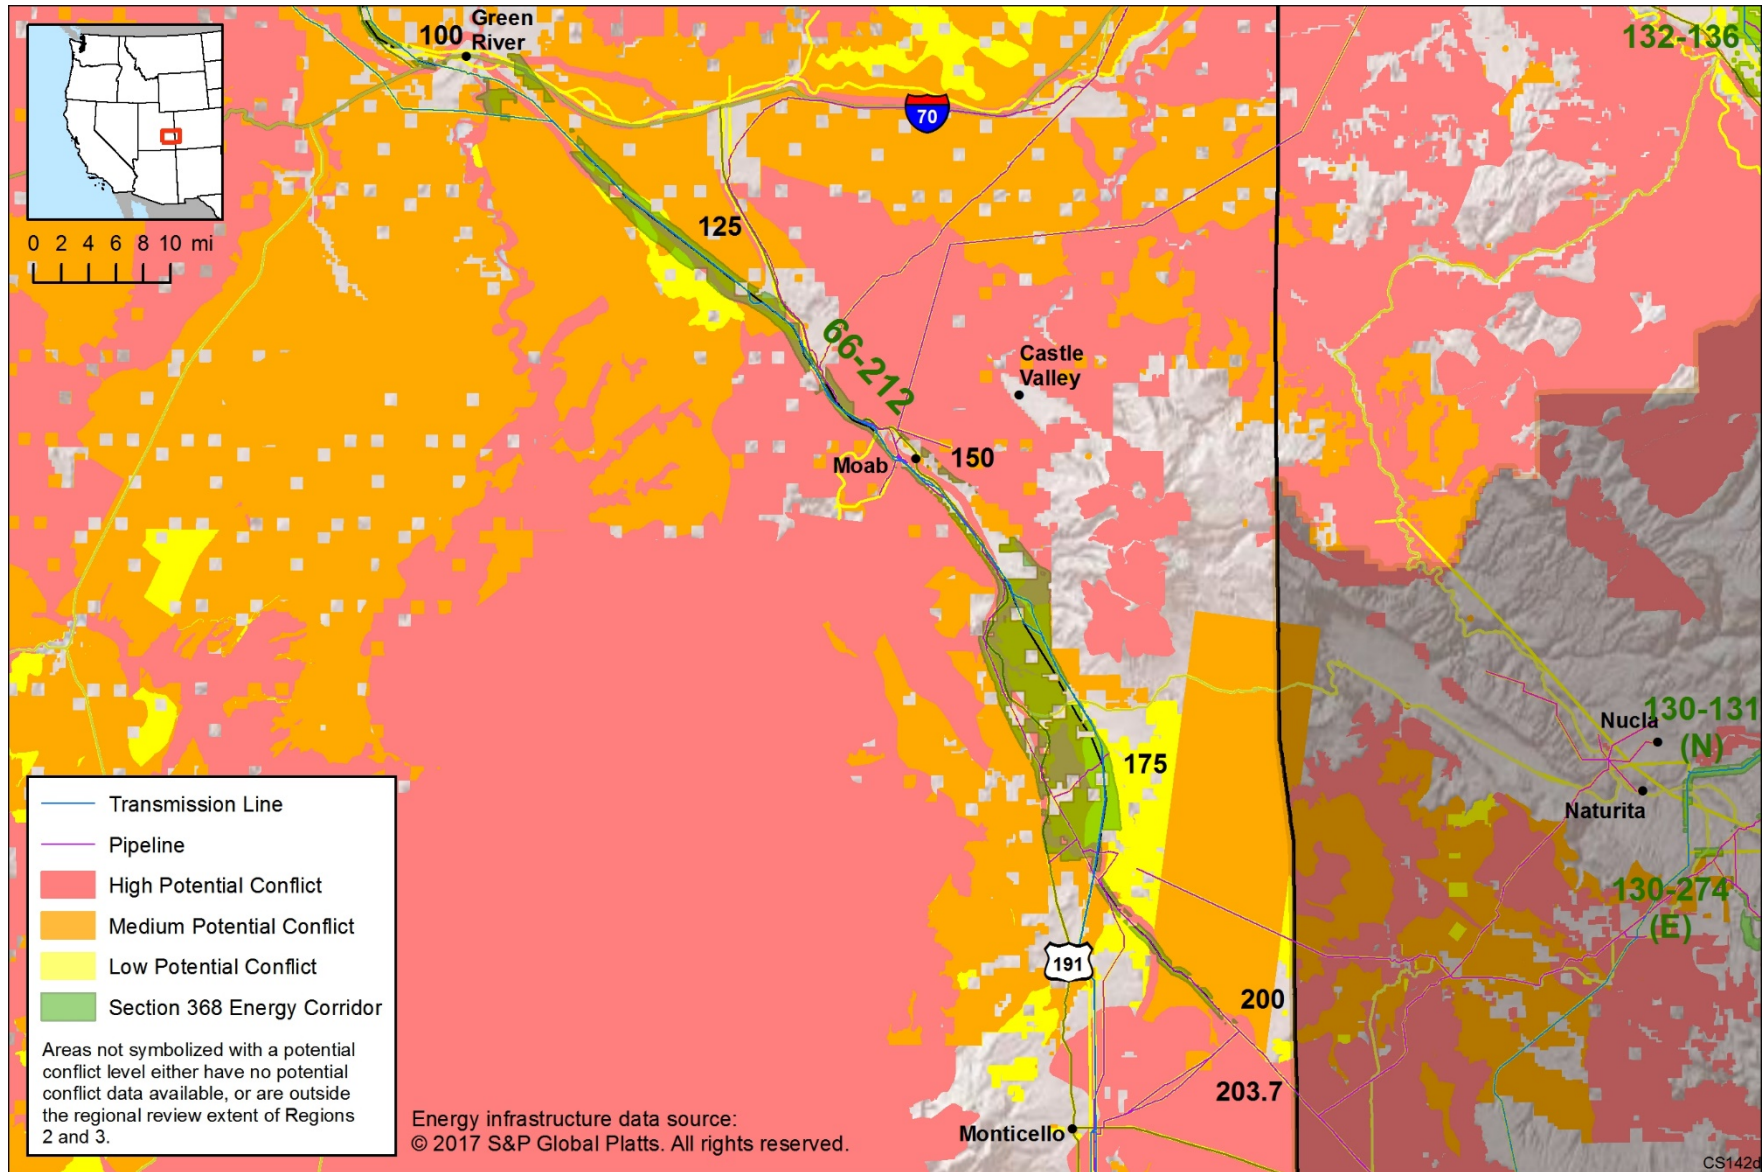 Green
River
100
132-136
70
0 2 4 6 8 10 mi
125
66-212
Castle
Valley
Moab
150
175
130-131
(N)
Nucla
Naturita
130-274
(E)
191
200
203.7
Monticello
Transmission Line
Pipeline
High Potential Conflict
Medium Potential Conflict
Low Potential Conflict
Section 368 Energy Corridor
Areas not symbolized with a potential
conflict level either have no potential
conflict data available, or are outside
the regional review extent of Regions
2 and 3.
Energy infrastructure data source:
© 2017 S&P Global Platts. All rights reserved.